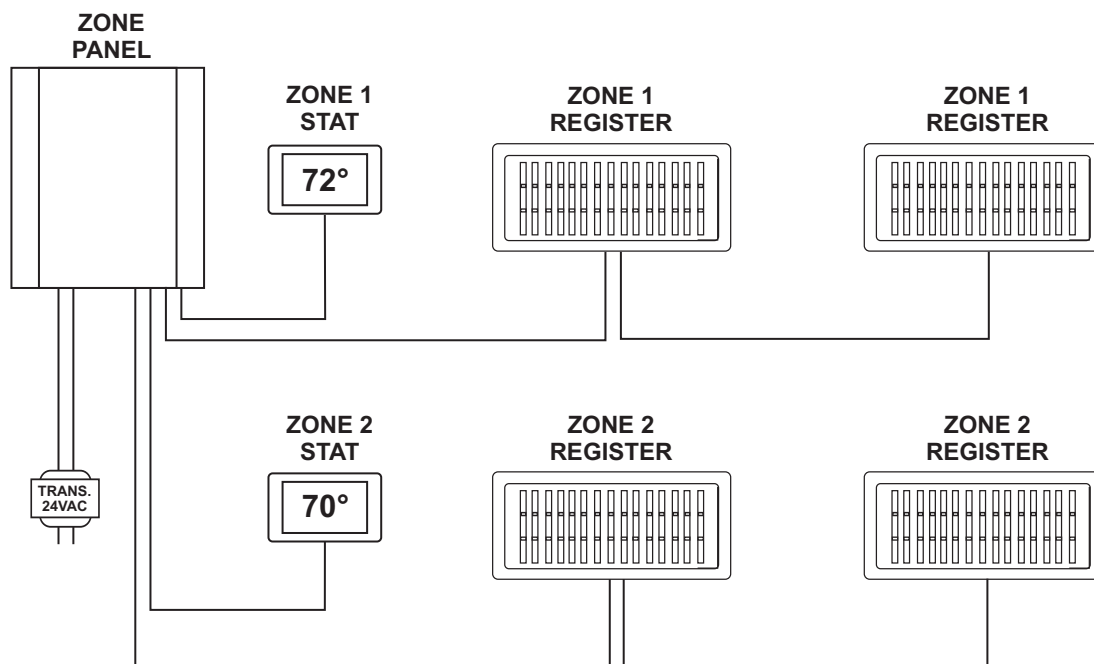 ZONE
PANEL
ZONE 1
STAT
72°
ZONE 1
REGISTER
ZONE 1
REGISTER
TRANS.
24VAC
ZONE 2
STAT
70°
ZONE 2
REGISTER
ZONE 2
REGISTER